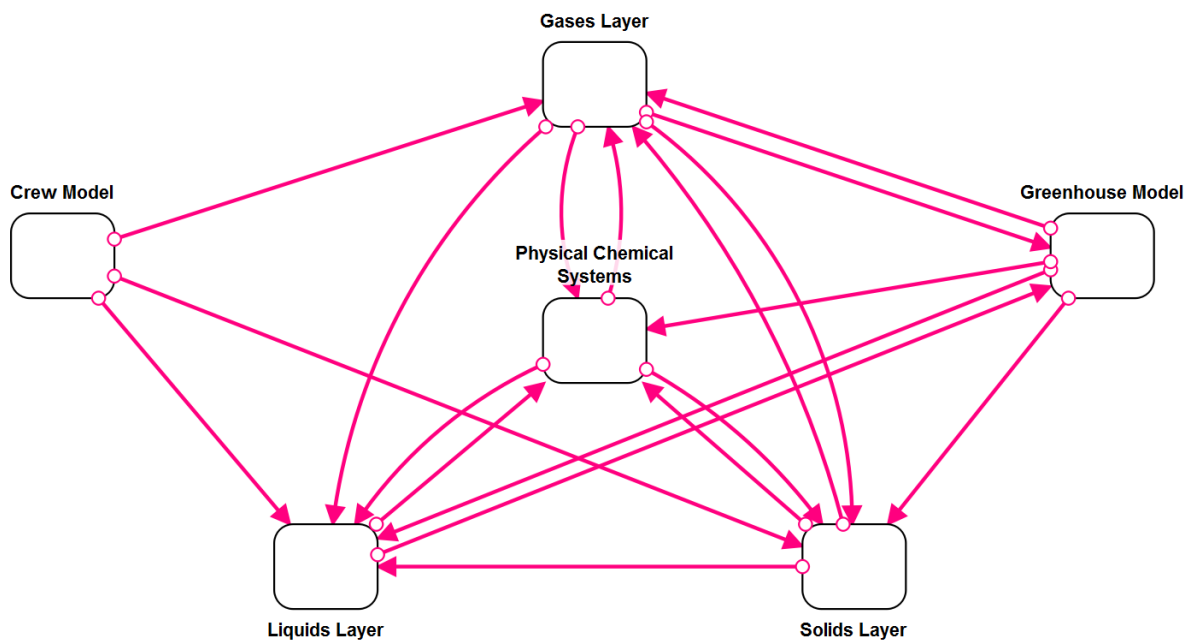 Gases Layer
Crew Model
Greenhouse Model
Physical Chemical
Systems
Liquids Layer
Solids Layer